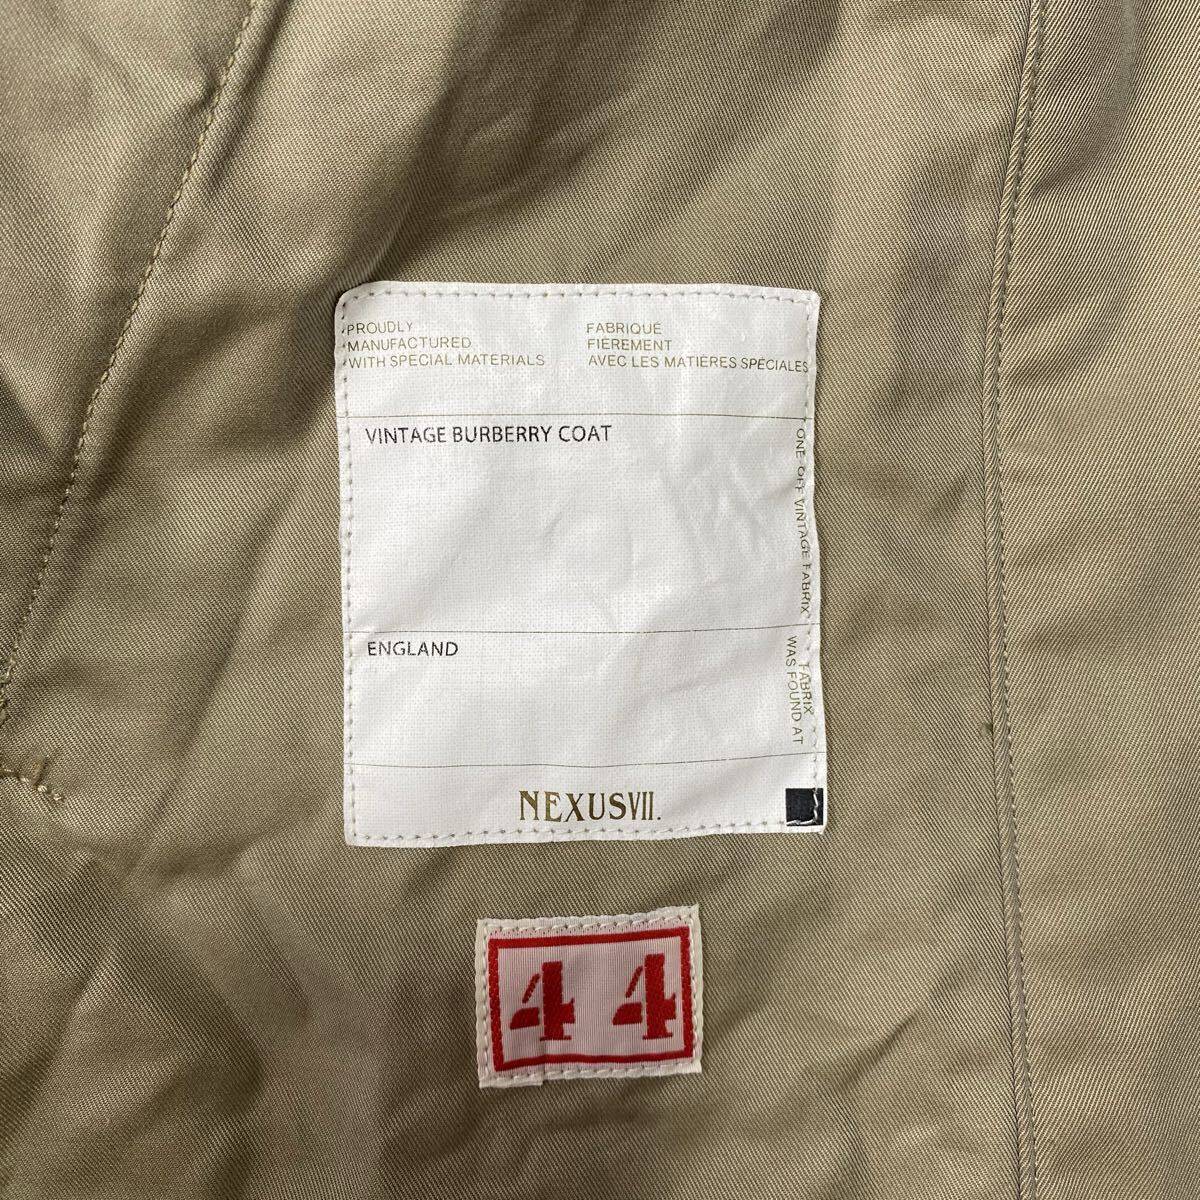 PROUDLY
MANUFACTURED
WITH SPECIAL MATERIALS
FABRIQUÉ
FIÈREMENT
AVEC LES MATIÈRES SPÉCIALES
VINTAGE BURBERRY COAT
ONE-OFF VINTAGE FABRIX
ENGLAND
FABRIX
WAS FOUND AT
NEXUSVII.
44